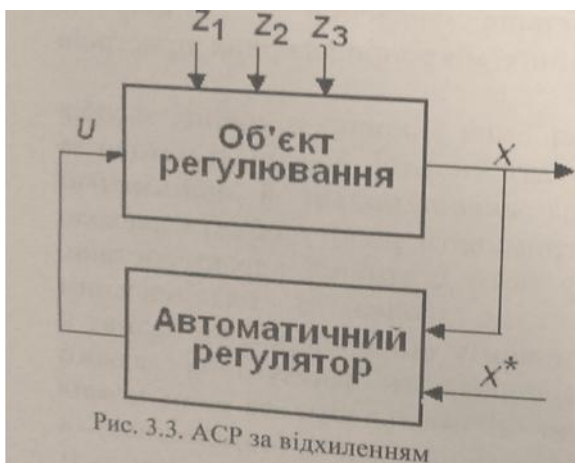 Z1 Z2 Z3
U
Об'єкт
регулювання
X
Автоматичний
регулятор
X*
Рис. 3.3. АСР за відхиленням